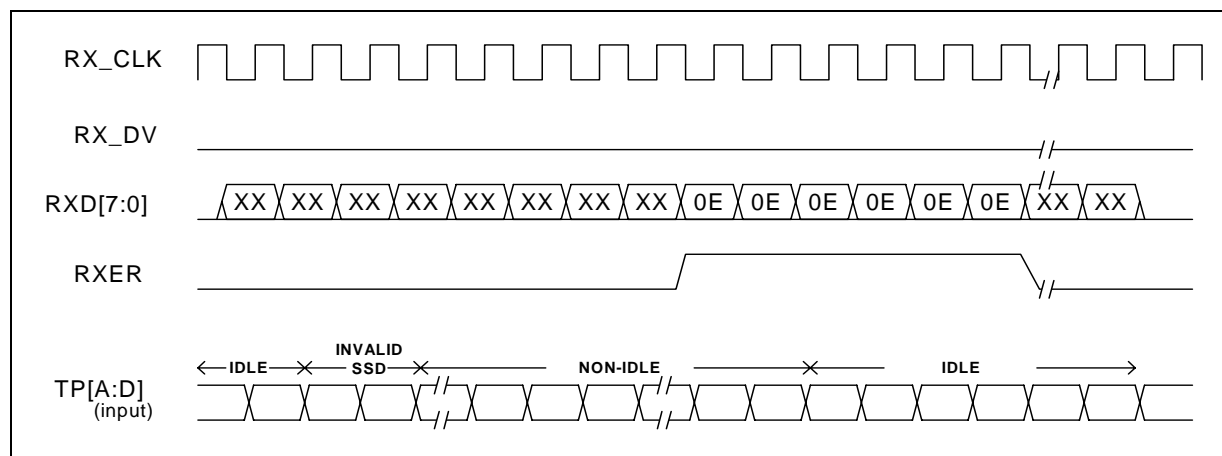 RX_CLK
RX_DV
RXD[7:0] XX XX XX XX XX XX XX XX 0E 0E 0E 0E 0E 0E XX XX
RXER
IDLE INVALID SSD NON-IDLE IDLE
TP[A:D]
(input)